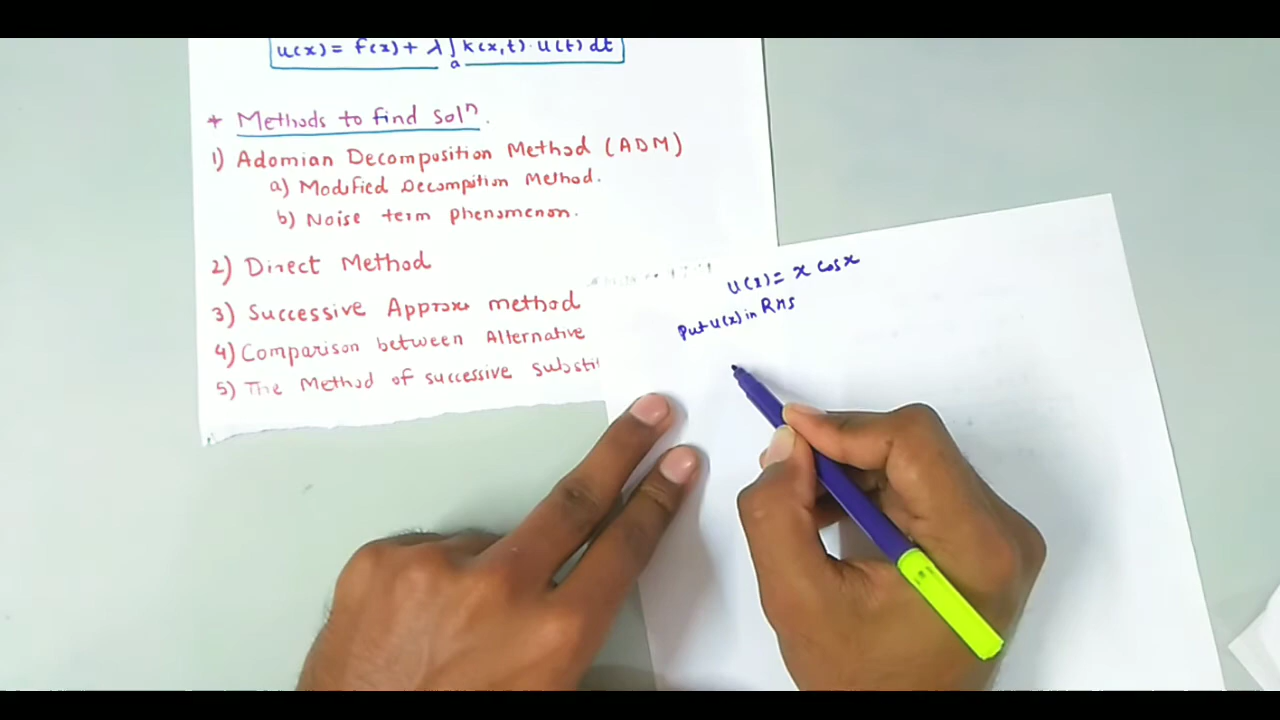 u(x) = f(x) + λ ∫ k(x,t) · u(t) dt
a
* Methods to find solⁿ.
1) Adomian Decomposition Method (ADM)
a) Modified Decompition Method.
b) Noise term phenomenon.
2) Direct Method
3) Successive Approx method
4) Comparison between Alternative
5) The Method of successive substi
u(x) = x cos x
Put u(x) in RHS